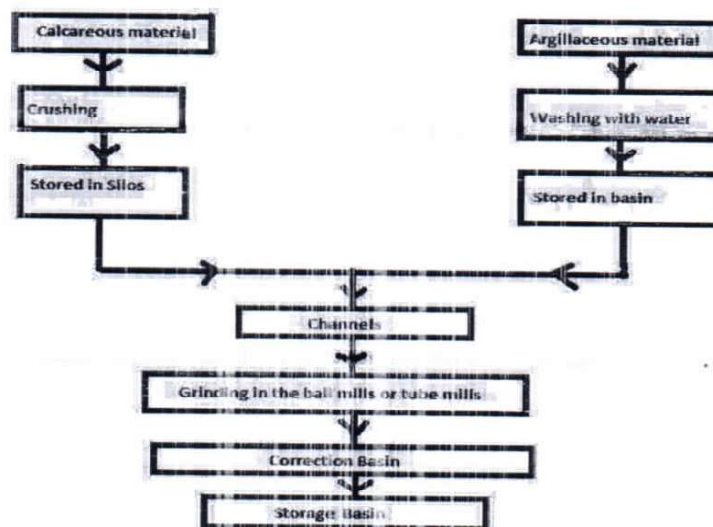 Calcareous material
Argillaceous material
Crushing
Washing with water
Stored in Silos
Stored in basin
Channels
Grinding in the ball mills or tube mills
Correction Basin
Storage Basin